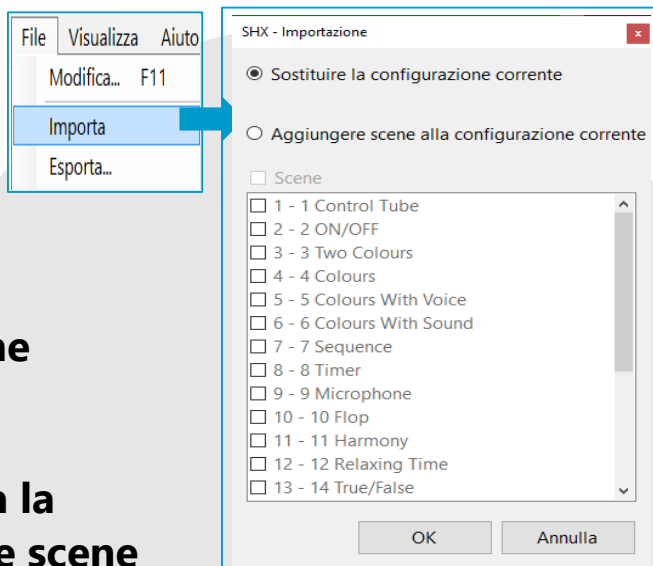 File Visualizza Aiuto
Modifica... F11
Importa
Esporta...
SHX - Importazione
x
Sostituire la configurazione corrente
Aggiungere scene alla configurazione corrente
Scene
1 - 1 Control Tube
2 - 2 ON/OFF
3 - 3 Two Colours
4 - 4 Colours
5 - 5 Colours With Voice
6 - 6 Colours With Sound
7 - 7 Sequence
8 - 8 Timer
9 - 9 Microphone
10 - 10 Flop
11 - 11 Harmony
12 - 12 Relaxing Time
13 - 14 True/False
OK Annulla
ne
la
e scene